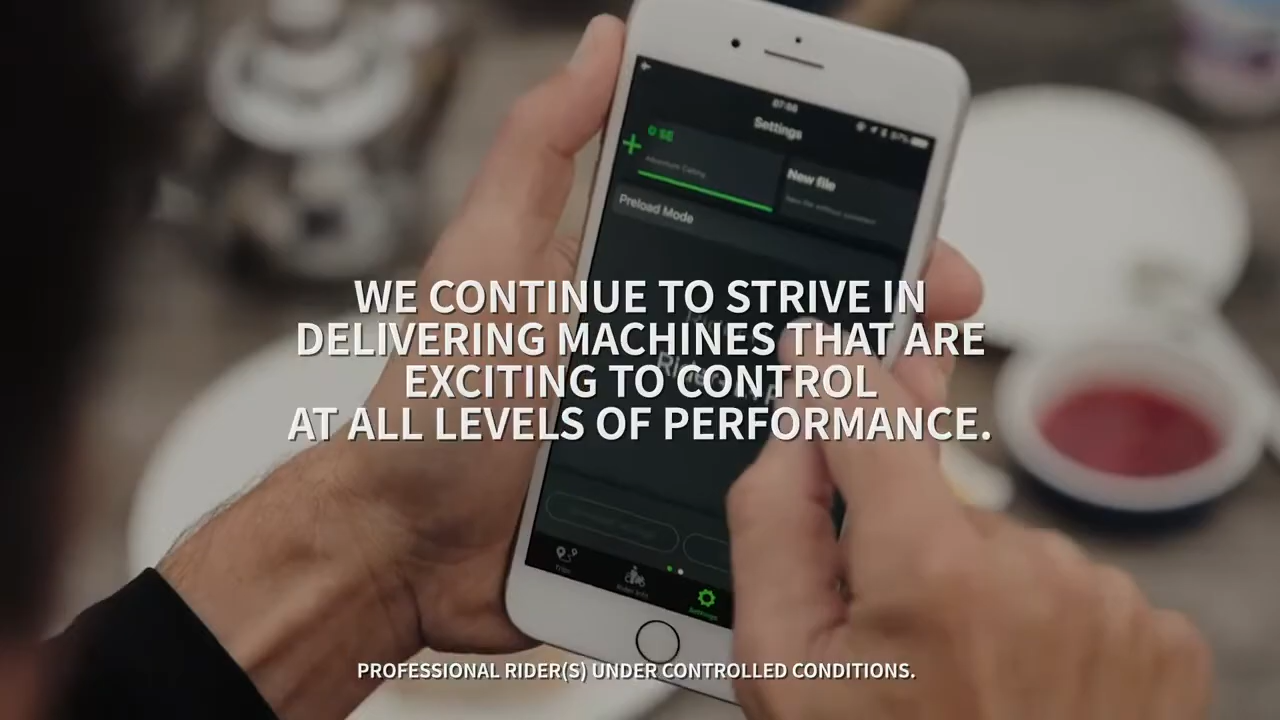 Settings
New file
Preload Mode
WE CONTINUE TO STRIVE IN
DELIVERING MACHINES THAT ARE
EXCITING TO CONTROL
AT ALL LEVELS OF PERFORMANCE.
Settings
PROFESSIONAL RIDER(S) UNDER CONTROLLED CONDITIONS.